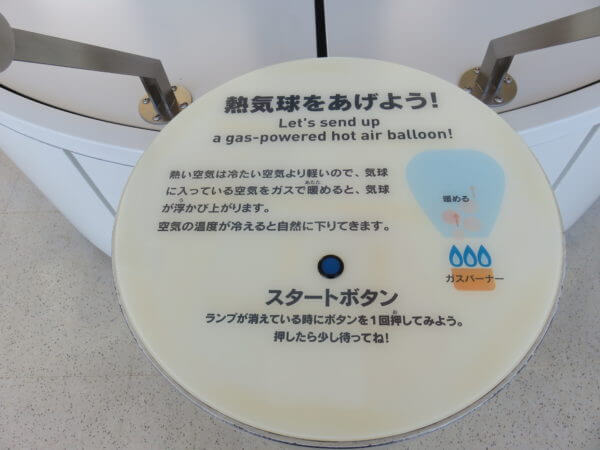 熱気球をあげよう!
Let's send up
a gas-powered hot air balloon!
熱い空気は冷たい空気より軽いので、気球
に入っている空気をガスで暖めると、気球
が浮かび上がります。
空気の温度が冷えると自然に下りてきます。
暖める
ガスバーナー
スタートボタン
ランプが消えている時にボタンを1回押してみよう。
押したら少し待ってね!